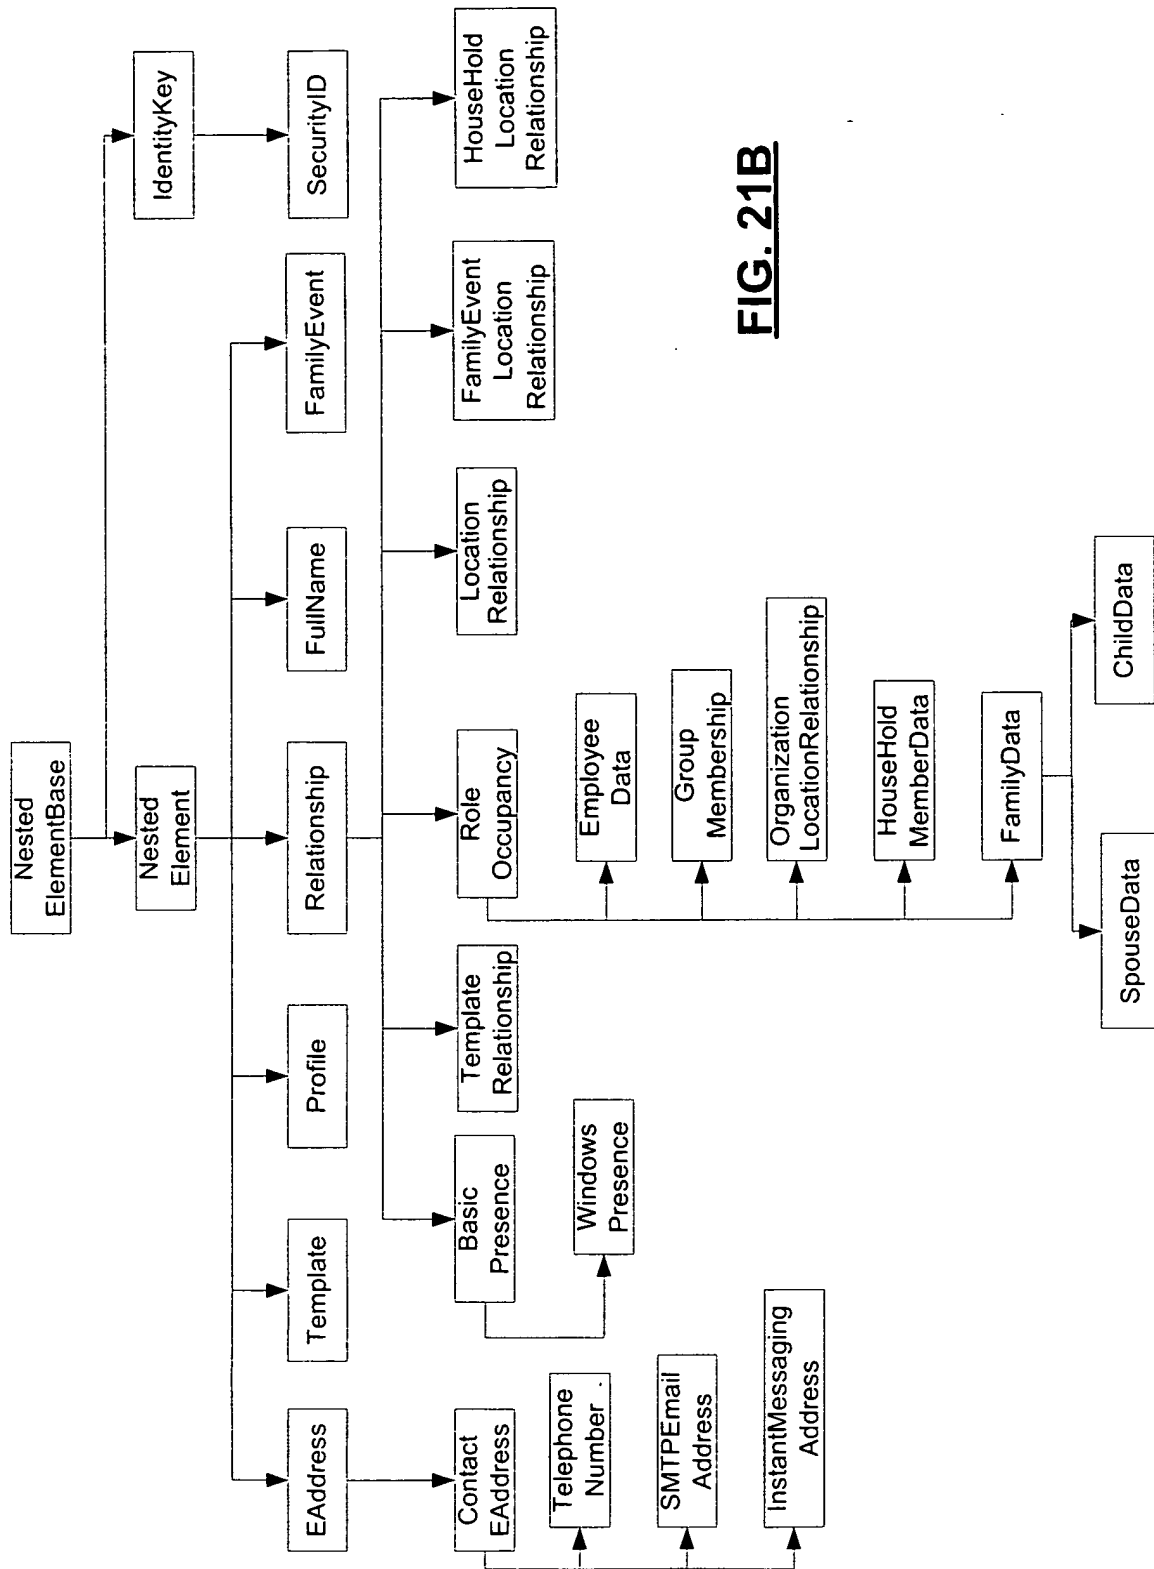 Nested
ElementBase
Nested
Element
IdentityKey
EAddress
Template
Profile
Relationship
FullName
FamilyEvent
SecurityID
Contact
EAddress
Basic
Presence
Template
Relationship
Role
Occupancy
Location
Relationship
FamilyEvent
Location
Relationship
HouseHold
Location
Relationship
Telephone
Number
Windows
Presence
Employee
Data
SMTPEmail
Address
Group
Membership
InstantMessaging
Address
Organization
LocationRelationship
HouseHold
MemberData
FamilyData
SpouseData
ChildData
FIG. 21B